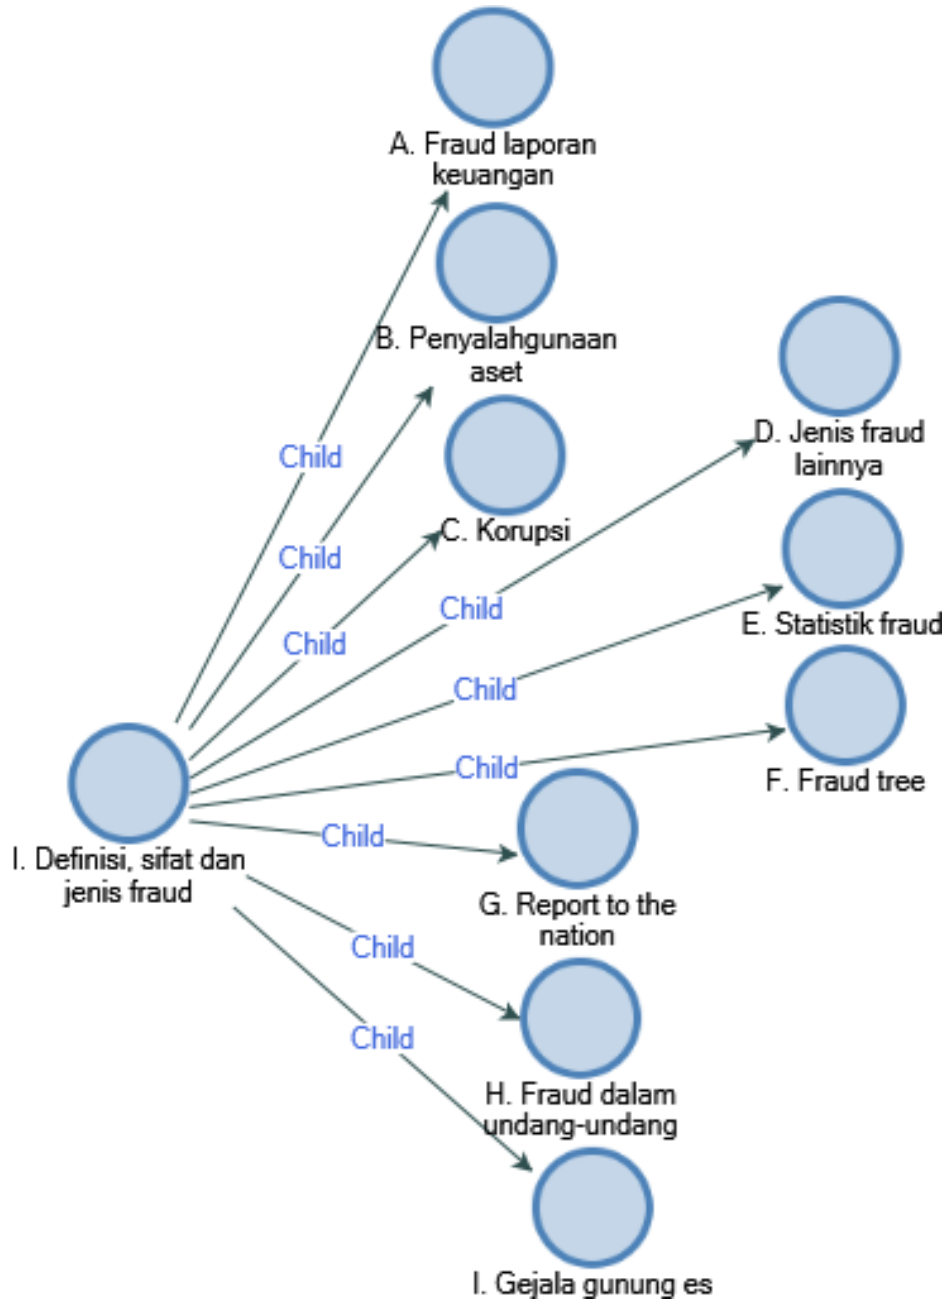 A. Fraud laporan
keuangan
B. Penyalahgunaan
aset
D. Jenis fraud
lainnya
Child
C. Korupsi
Child
Child
E. Statistik fraud
Child
Child
Child
F. Fraud tree
Child
I. Definisi, sifat dan
jenis fraud
G. Report to the
nation
Child
Child
H. Fraud dalam
undang-undang
I. Gejala gunung es